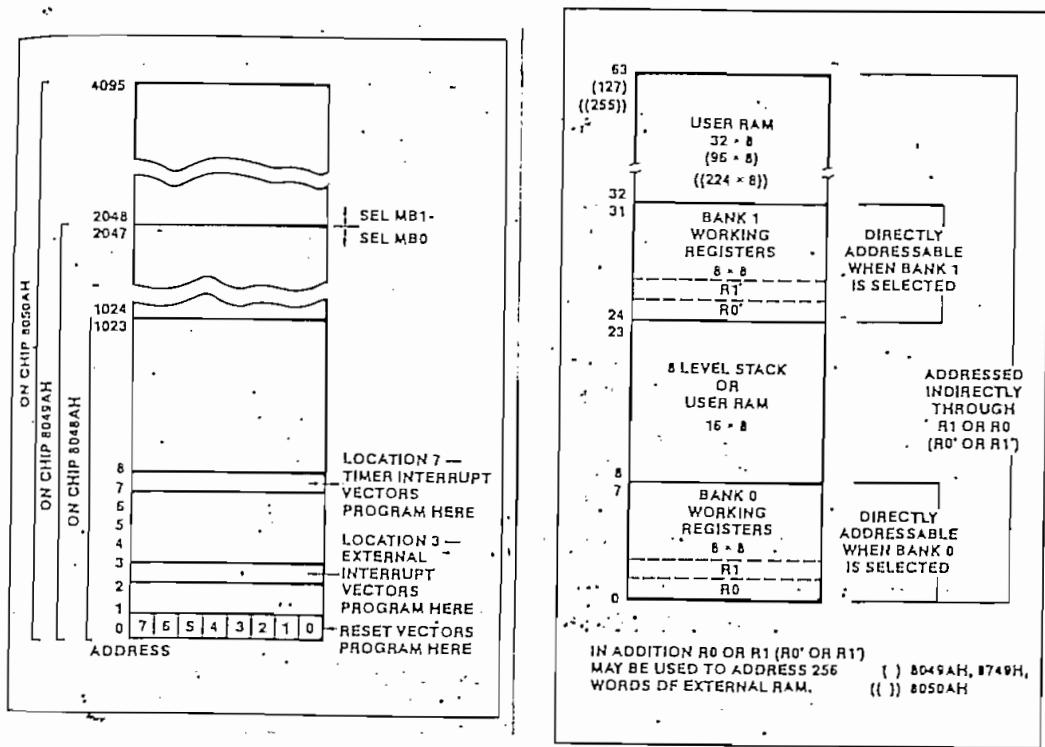 4095
2048
2047
1024
1023
8
7
6
5
4
3
2
1
0
ADDRESS
ON CHIP 8050AH
ON CHIP 8049AH
ON CHIP 8048AH
7 6 5 4 3 2 1 0
SEL MB1
SEL MB0
LOCATION 7 —
TIMER INTERRUPT
VECTORS
PROGRAM HERE
LOCATION 3 —
EXTERNAL
INTERRUPT
VECTORS
PROGRAM HERE
RESET VECTORS
PROGRAM HERE
63
(127)
((255))
32
31
24
23
8
7
0
USER RAM
32 × 8
(96 × 8)
((224 × 8))
BANK 1
WORKING
REGISTERS
8 × 8
R1'
R0'
8 LEVEL STACK
OR
USER RAM
16 × 8
BANK 0
WORKING
REGISTERS
8 × 8
R1
R0
DIRECTLY
ADDRESSABLE
WHEN BANK 1
IS SELECTED
ADDRESSED
INDIRECTLY
THROUGH
R1 OR R0
(R0' OR R1')
DIRECTLY
ADDRESSABLE
WHEN BANK 0
IS SELECTED
IN ADDITION R0 OR R1 (R0' OR R1')
MAY BE USED TO ADDRESS 256
WORDS OF EXTERNAL RAM.
( ) 8049AH, 8749H,
(( )) 8050AH